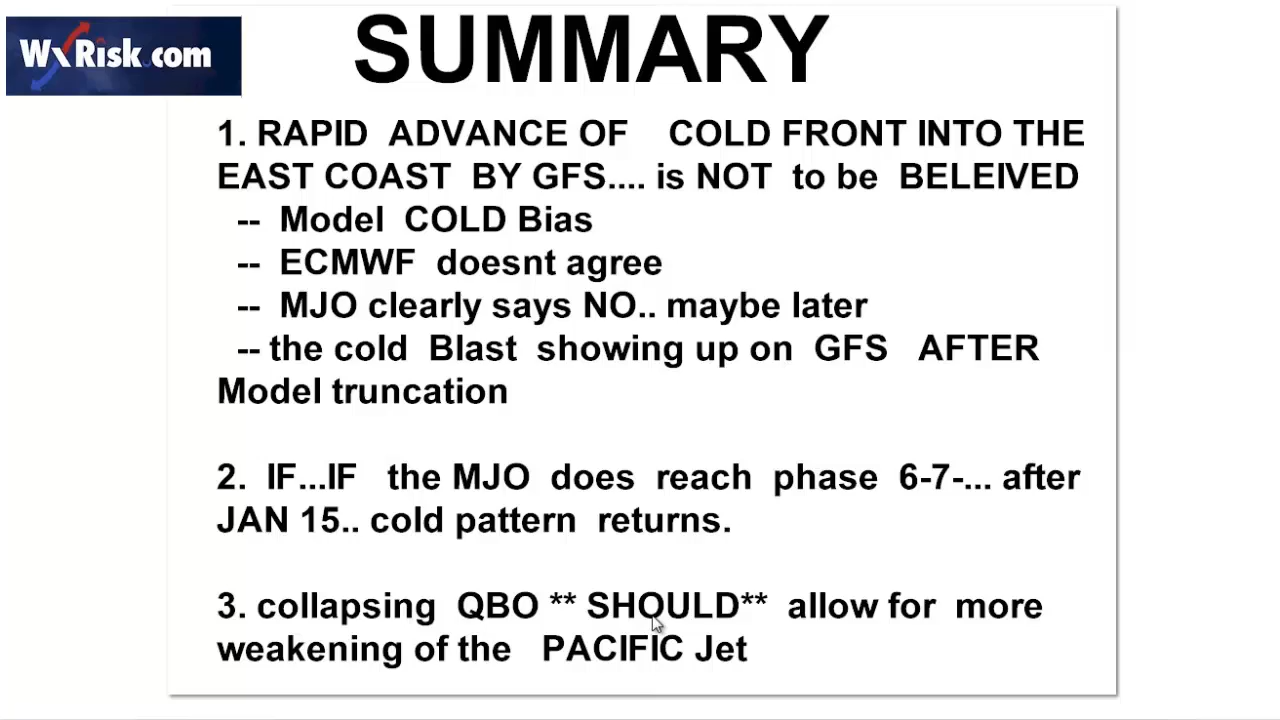 WxRisk.com
SUMMARY
1. RAPID ADVANCE OF COLD FRONT INTO THE
EAST COAST BY GFS.... is NOT to be BELEIVED
-- Model COLD Bias
-- ECMWF doesnt agree
-- MJO clearly says NO.. maybe later
-- the cold Blast showing up on GFS AFTER
Model truncation
2. IF...IF the MJO does reach phase 6-7-... after
JAN 15.. cold pattern returns.
3. collapsing QBO ** SHOULD** allow for more
weakening of the PACIFIC Jet